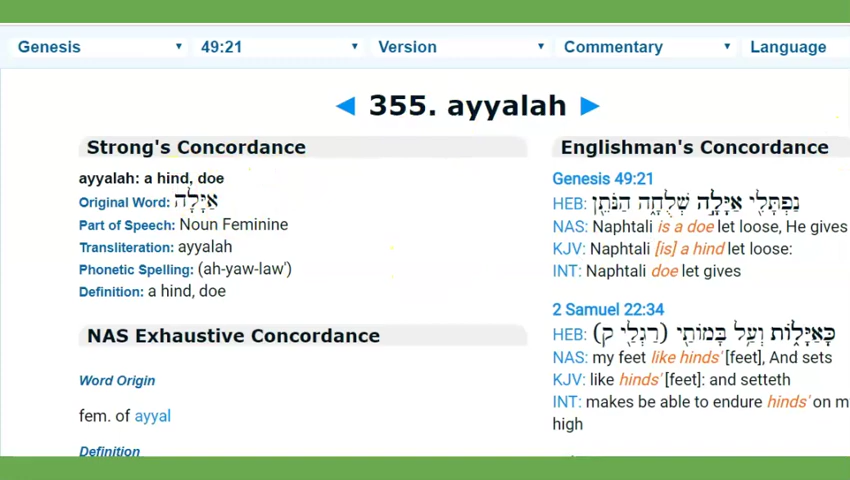 Genesis 49:21 Version Commentary Language
355. ayyalah
Strong's Concordance
ayyalah: a hind, doe
Original Word: אַיָּלָה
Part of Speech: Noun Feminine
Transliteration: ayyalah
Phonetic Spelling: (ah-yaw-law')
Definition: a hind, doe
NAS Exhaustive Concordance
Word Origin
fem. of ayyal
Definition
Englishman's Concordance
Genesis 49:21
HEB: נַפְתָּלִ֖י אַיָּלָ֣ה שְׁלֻחָ֑ה הַנֹּתֵ֖ן
NAS: Naphtali is a doe let loose, He gives
KJV: Naphtali [is] a hind let loose:
INT: Naphtali doe let gives
2 Samuel 22:34
HEB: כָּאַיָּל֑וֹת וְעַ֥ל בָּמוֹתַ֖י (רַגְלַ֖י ק)
NAS: my feet like hinds' [feet], And sets
KJV: like hinds' [feet]: and setteth
INT: makes be able to endure hinds' on m
high